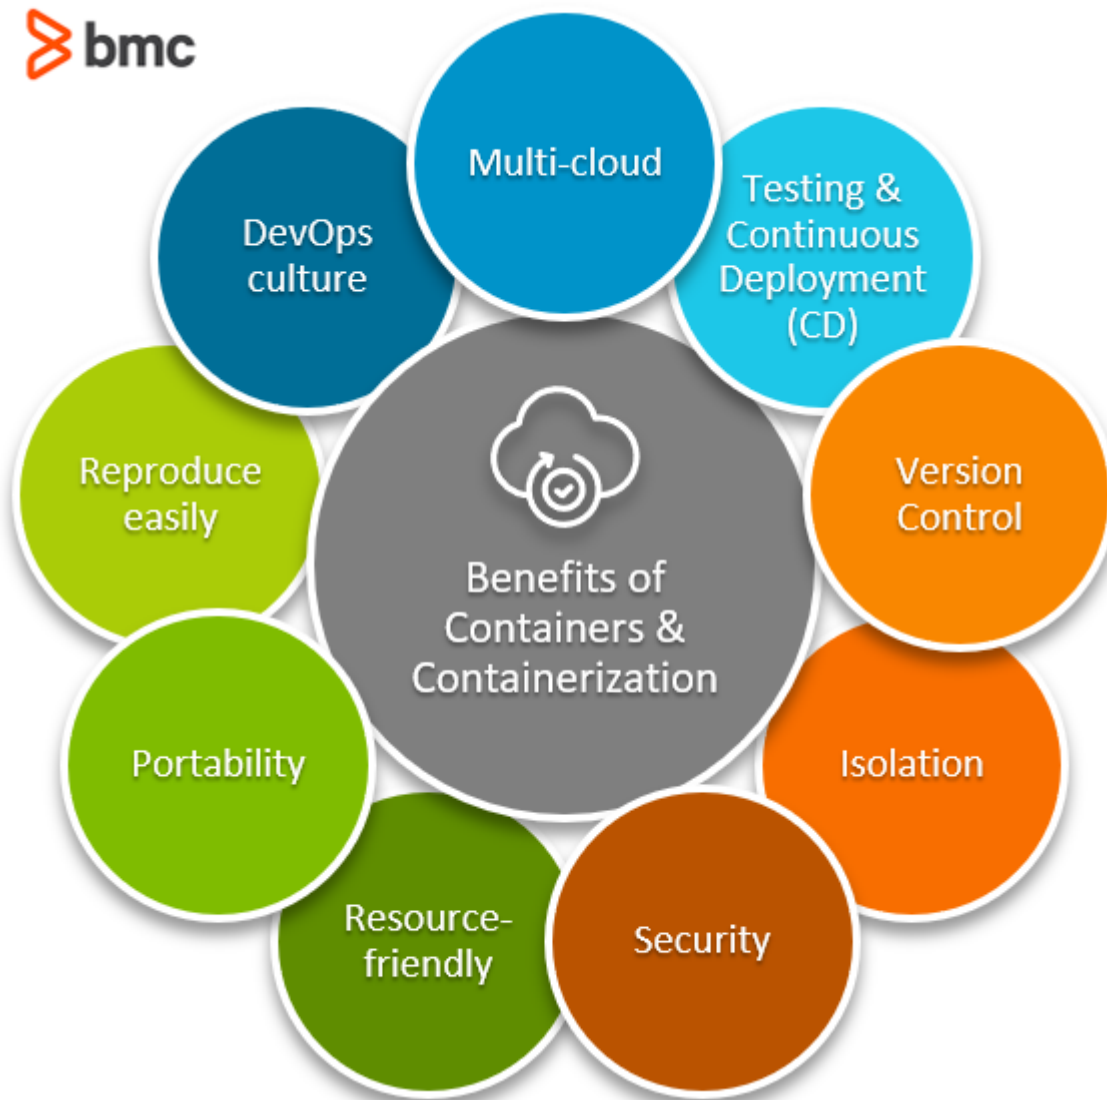 bmc
Multi-cloud
Testing &
Continuous
Deployment
(CD)
Version
Control
Isolation
Security
Resource-
friendly
Portability
Reproduce
easily
DevOps
culture
Benefits of
Containers &
Containerization